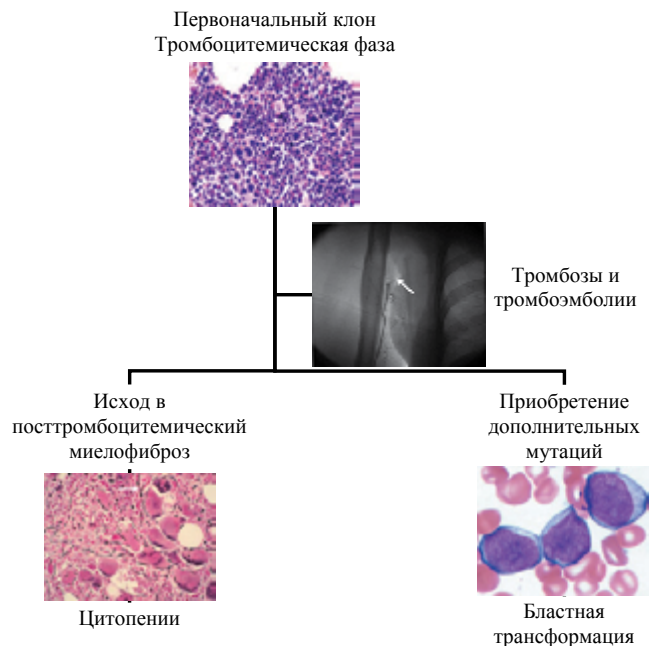 Первоначальный клон
Тромбоцитемическая фаза
Тромбозы и
тромбоэмболии
Исход в
посттромбоцитемический
миелофиброз
Приобретение
дополнительных
мутаций
Цитопении
Бластная
трансформация